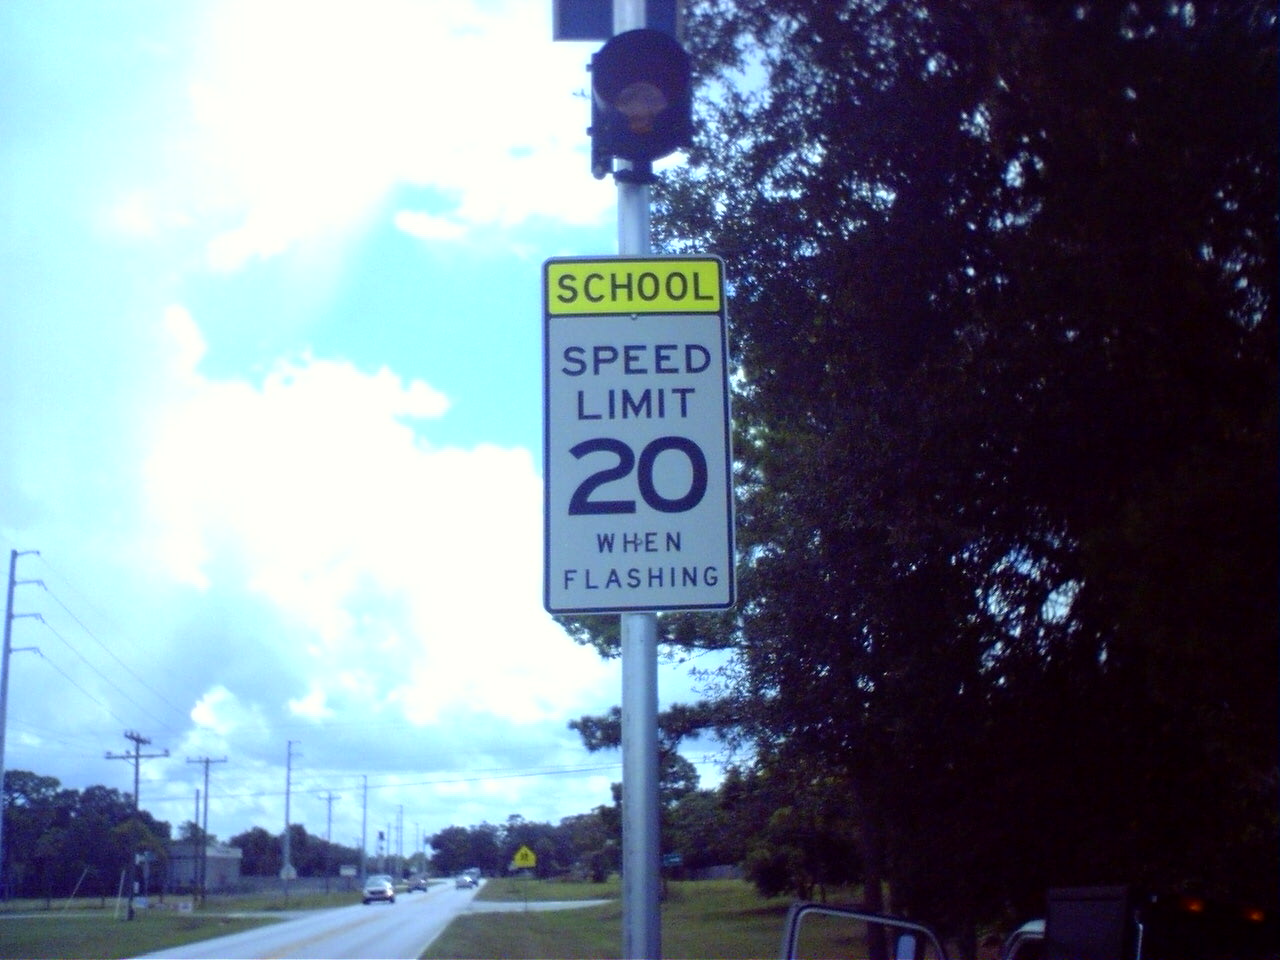 SCHOOL
SPEED
LIMIT
20
WHEN
FLASHING